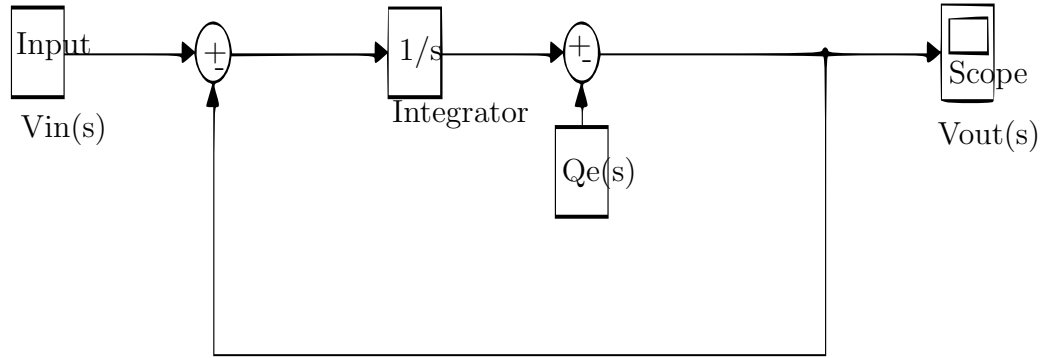 Input
+
-
1/s
+
-
Scope
Integrator
Vin(s)
Vout(s)
Qe(s)